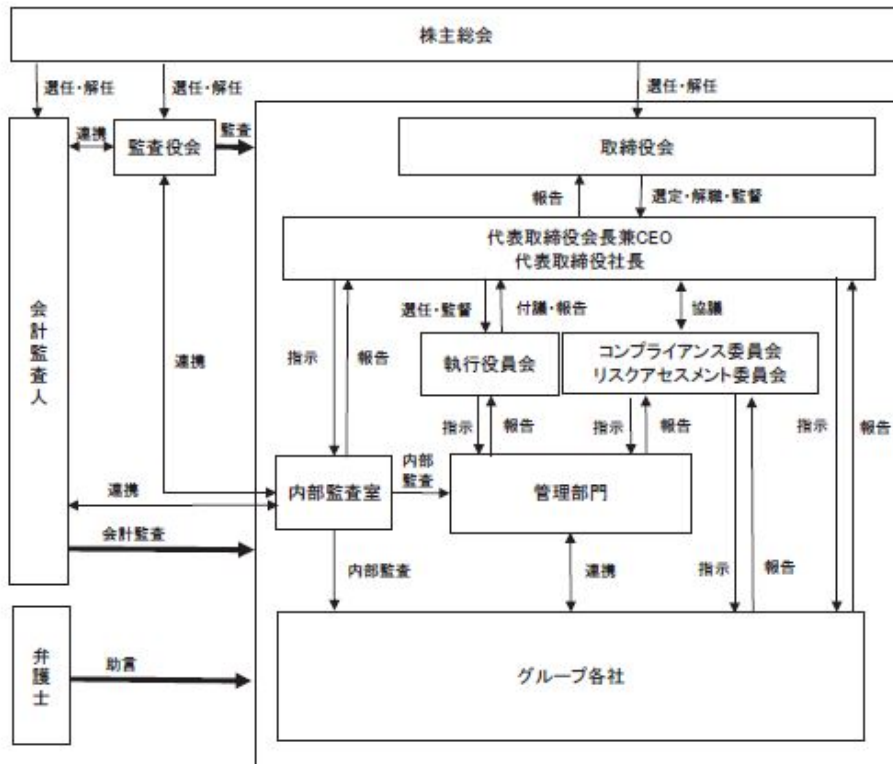 株主総会
選任・解任
選任・解任
選任・解任
連携
監査役会
監査
取締役会
報告
選定・解職・監督
代表取締役会長兼CEO
代表取締役社長
会計監査人
選任・監督
付議・報告
協議
連携
指示
報告
執行役員会
コンプライアンス委員会
リスクアセスメント委員会
指示
報告
指示
報告
指示
報告
内部
監査
連携
内部監査室
管理部門
会計監査
内部監査
連携
指示
報告
弁護士
助言
グループ各社